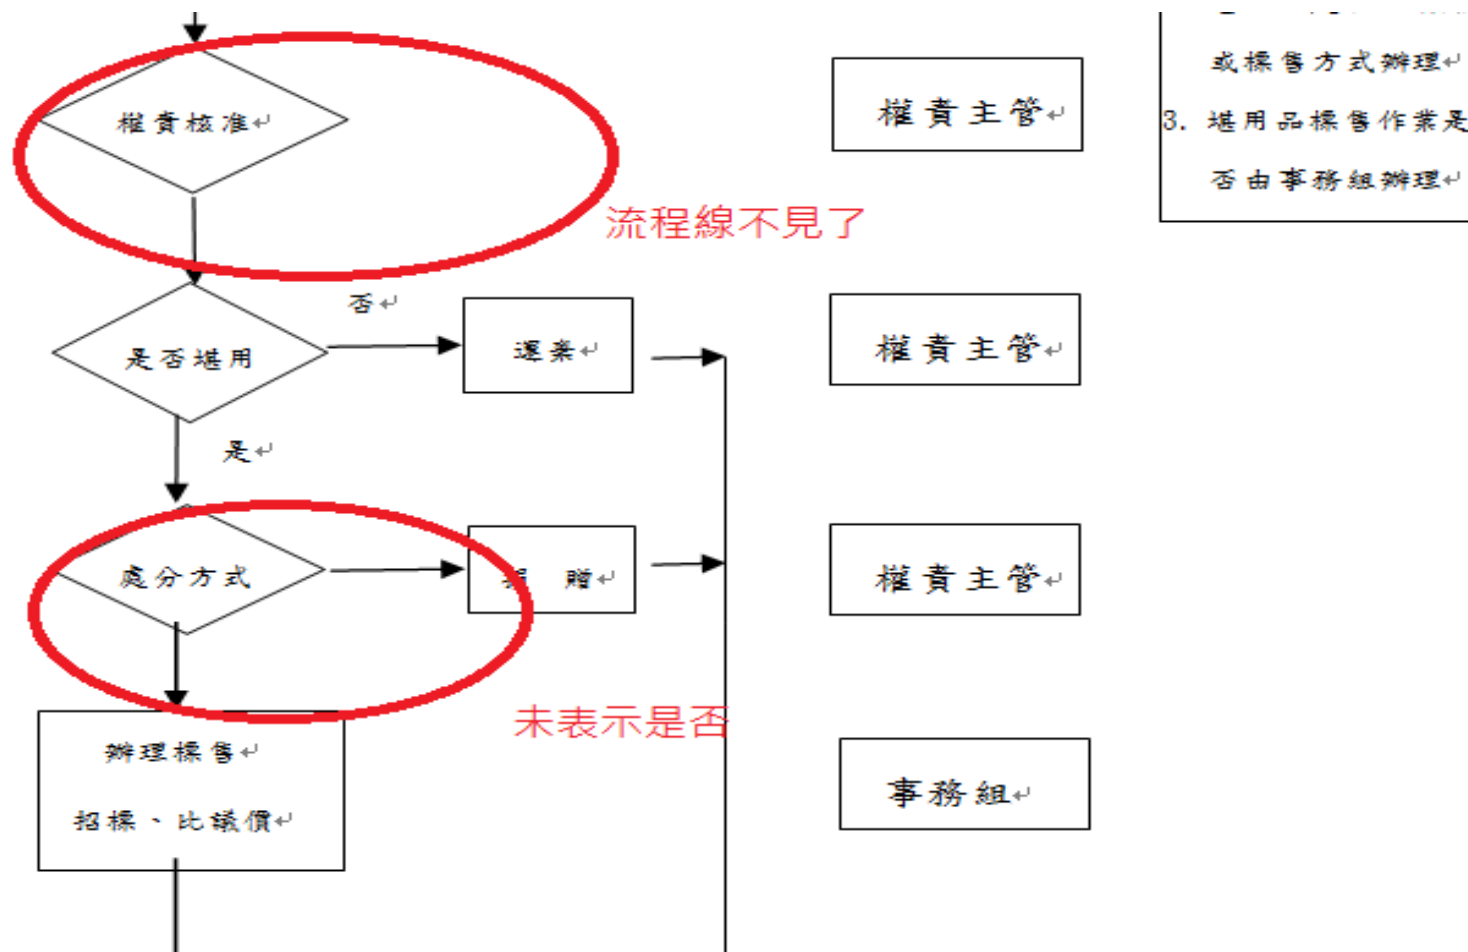 或標售方式辦理
權責核准
權責主管
3. 堪用品標售作業是
否由事務組辦理
流程線不見了
否
是否堪用
還案
權責主管
是
處分方式
贈
權責主管
未表示是否
辦理標售
事務組
招標、比議價